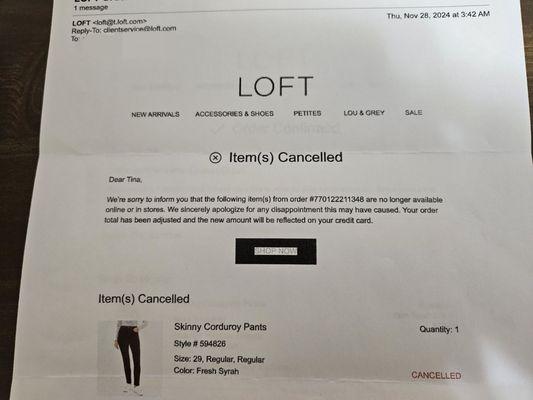 1 message
LOFT <loft@t.loft.com>
Thu, Nov 28, 2024 at 3:42 AM
Reply-To: clientservice@loft.com
To:
LOFT
NEW ARRIVALS ACCESSORIES & SHOES PETITES LOU & GREY SALE
Item(s) Cancelled
Dear Tina,
We're sorry to inform you that the following item(s) from order #770122211348 are no longer available
online or in stores. We sincerely apologize for any disappointment this may have caused. Your order
total has been adjusted and the new amount will be reflected on your credit card.
SHOP NOW
Item(s) Cancelled
Skinny Corduroy Pants
Quantity: 1
Style # 594826
Size: 29, Regular, Regular
Color: Fresh Syrah
CANCELLED